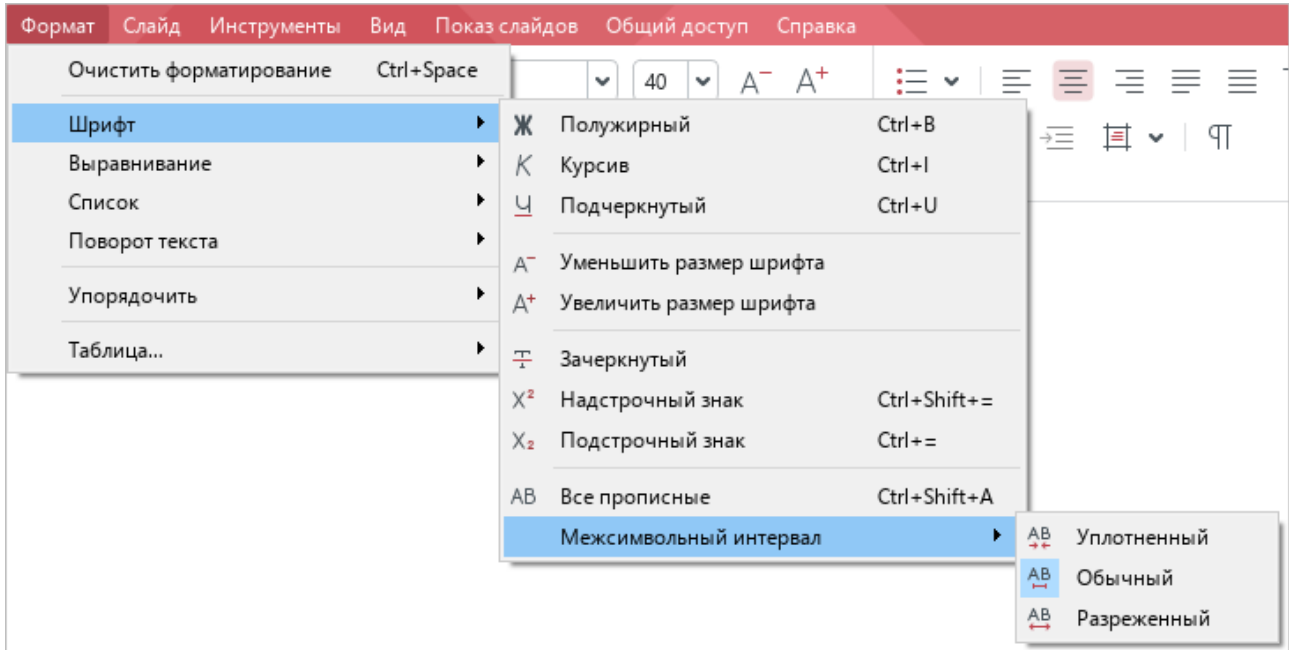 Формат Слайд Инструменты Вид Показ слайдов Общий доступ Справка
Очистить форматирование Ctrl+Space
40 A− A+
Шрифт
Выравнивание
Список
Поворот текста
Упорядочить
Таблица...
Ж Полужирный Ctrl+B
К Курсив Ctrl+I
Ч Подчеркнутый Ctrl+U
A− Уменьшить размер шрифта
A+ Увеличить размер шрифта
Т Зачеркнутый
X² Надстрочный знак Ctrl+Shift+=
X₂ Подстрочный знак Ctrl+=
AB Все прописные Ctrl+Shift+A
Межсимвольный интервал
AB Уплотненный
AB Обычный
AB Разреженный